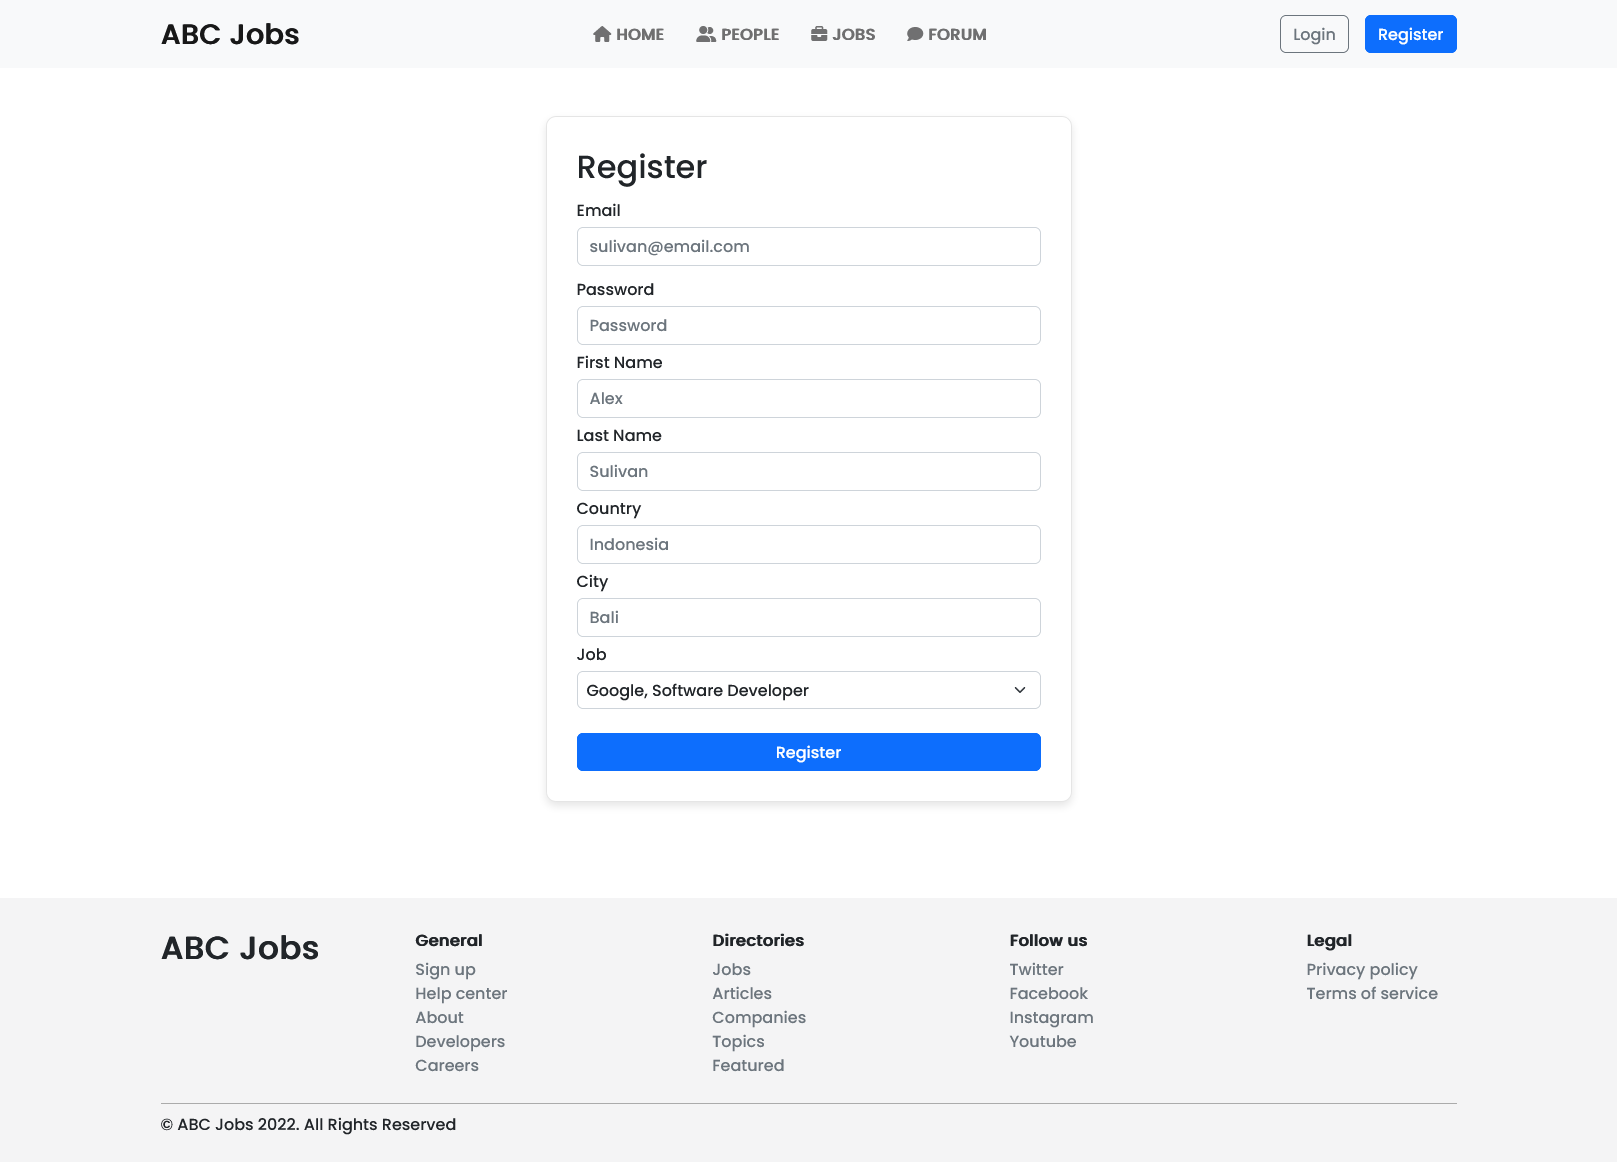 ABC Jobs
HOME PEOPLE JOBS FORUM
Login Register
Register
Email
sulivan@email.com
Password
Password
First Name
Alex
Last Name
Sulivan
Country
Indonesia
City
Bali
Job
Google, Software Developer
Register
ABC Jobs
General
Sign up
Help center
About
Developers
Careers
Directories
Jobs
Articles
Companies
Topics
Featured
Follow us
Twitter
Facebook
Instagram
Youtube
Legal
Privacy policy
Terms of service
© ABC Jobs 2022. All Rights Reserved